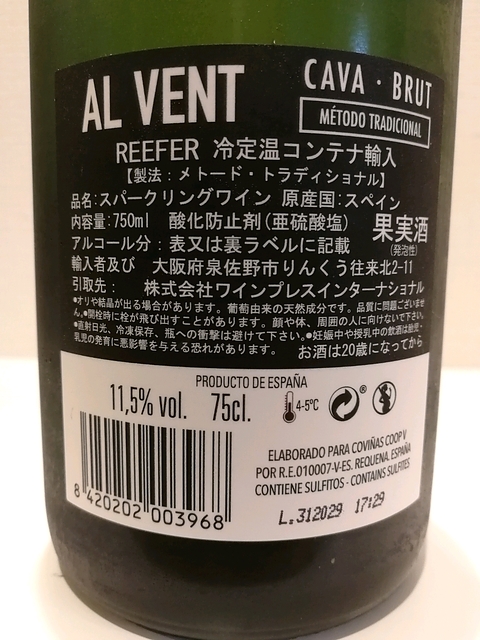 AL VENT
CAVA · BRUT
MÉTODO TRADICIONAL
REEFER 冷定温コンテナ輸入
【製法：メトード・トラディショナル】
品名：スパークリングワイン 原産国：スペイン
内容量：750ml 酸化防止剤（亜硫酸塩）
果実酒
(発泡性)
アルコール分：表又は裏ラベルに記載
輸入者及び 大阪府泉佐野市りんくう往来北2-11
引取先： 株式会社ワインプレスインターナショナル
●オリや結晶が出る場合があります。葡萄由来の天然成分です。品質に問題ございませ
ん。●開栓時に栓が飛び出すことがあります。顔や体、周囲の人に向けないで下さい。
●直射日光、冷凍保存、瓶への衝撃は避けて下さい。●妊娠中や授乳中の飲酒は胎児・
乳児の発育に悪影響を与える恐れがあります。 お酒は20歳になってから
PRODUCTO DE ESPAÑA
11,5% vol. 75cl. 4-5ºC
ELABORADO PARA COVIÑAS COOP V
POR R.E.010007-V-ES. REQUENA. ESPAÑA
CONTIENE SULFITOS - CONTAINS SULFITES
8 420202 003968
L.312029 17:29